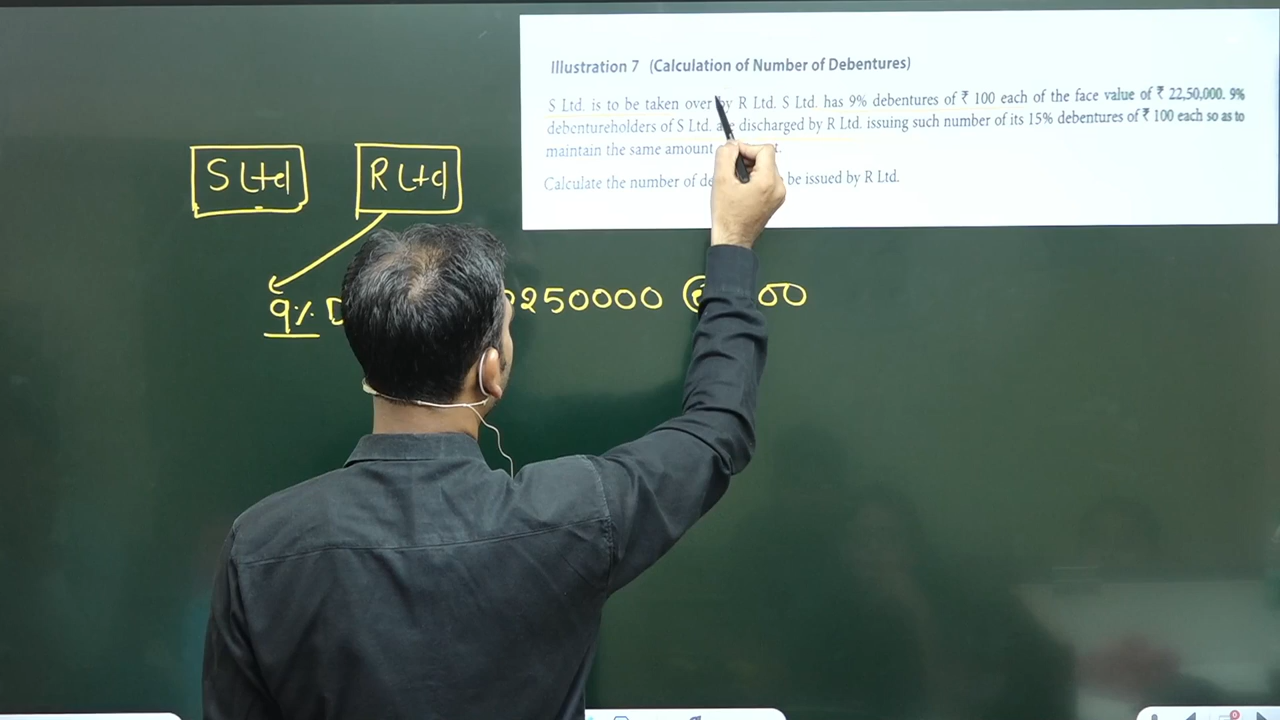 Illustration 7 (Calculation of Number of Debentures)
S Ltd. is to be taken over by R Ltd. S Ltd. has 9% debentures of ₹ 100 each of the face value of ₹ 22,50,000. 9%
debentureholders of S Ltd. are discharged by R Ltd. issuing such number of its 15% debentures of ₹ 100 each so as to
maintain the same amount
Calculate the number of be issued by R Ltd.
S Ltd R Ltd
9% 250000